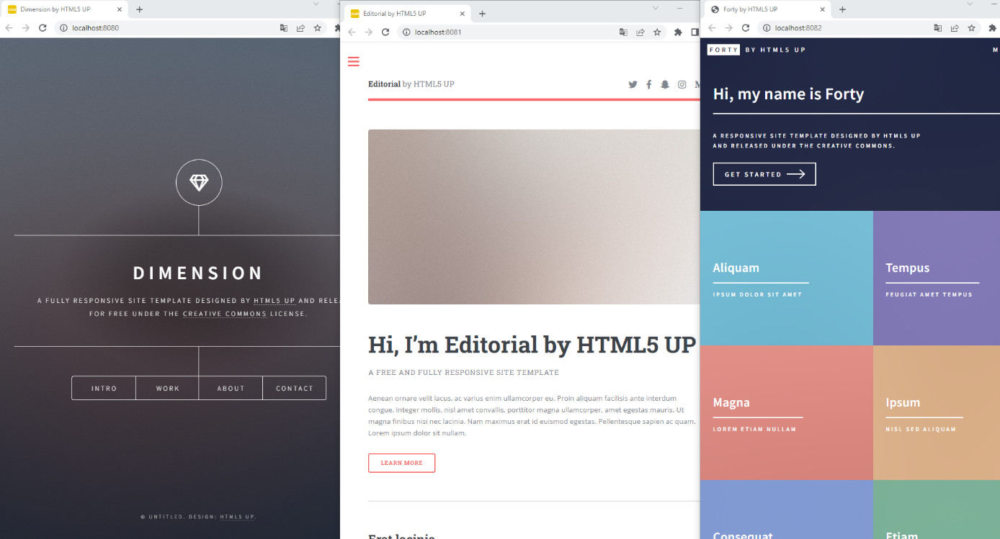 Dimension by HTML5 UP
localhost:8080
DIMENSION
A FULLY RESPONSIVE SITE TEMPLATE DESIGNED BY HTML5 UP AND
FOR FREE UNDER THE CREATIVE COMMONS LICENSE.
INTRO
WORK
ABOUT
CONTACT
© UNTITLED. DESIGN: HTML5 UP.
Editorial by HTML5 UP
localhost:8081
Editorial by HTML5 UP
Hi, I’m Editorial by HTML5 UP
A FREE AND FULLY RESPONSIVE SITE TEMPLATE
Aenean ornare velit lacus, ac varius enim ullamcorper eu. Proin aliquam facilisis ante interdum
congue. Integer mollis, nisl amet convallis, porttitor magna ullamcorper, amet egestas mauris. Ut
magna finibus nisi nec lacinia. Nam maximus erat id euismod egestas. Pellentesque sapien ac quam.
Lorem ipsum dolor sit nullam.
LEARN MORE
Erat lacinia
Forty by HTML5 UP
localhost:8082
FORTY BY HTML5 UP
M
Hi, my name is Forty
A RESPONSIVE SITE TEMPLATE DESIGNED BY HTML5 UP
AND RELEASED UNDER THE CREATIVE COMMONS.
GET STARTED
Aliquam
IPSUM DOLOR SIT AMET
Tempus
FEUGIAT AMET TEMPUS
Magna
LOREM ETIAM NULLAM
Ipsum
NISL SED ALIQUAM
Consequat
Etiam